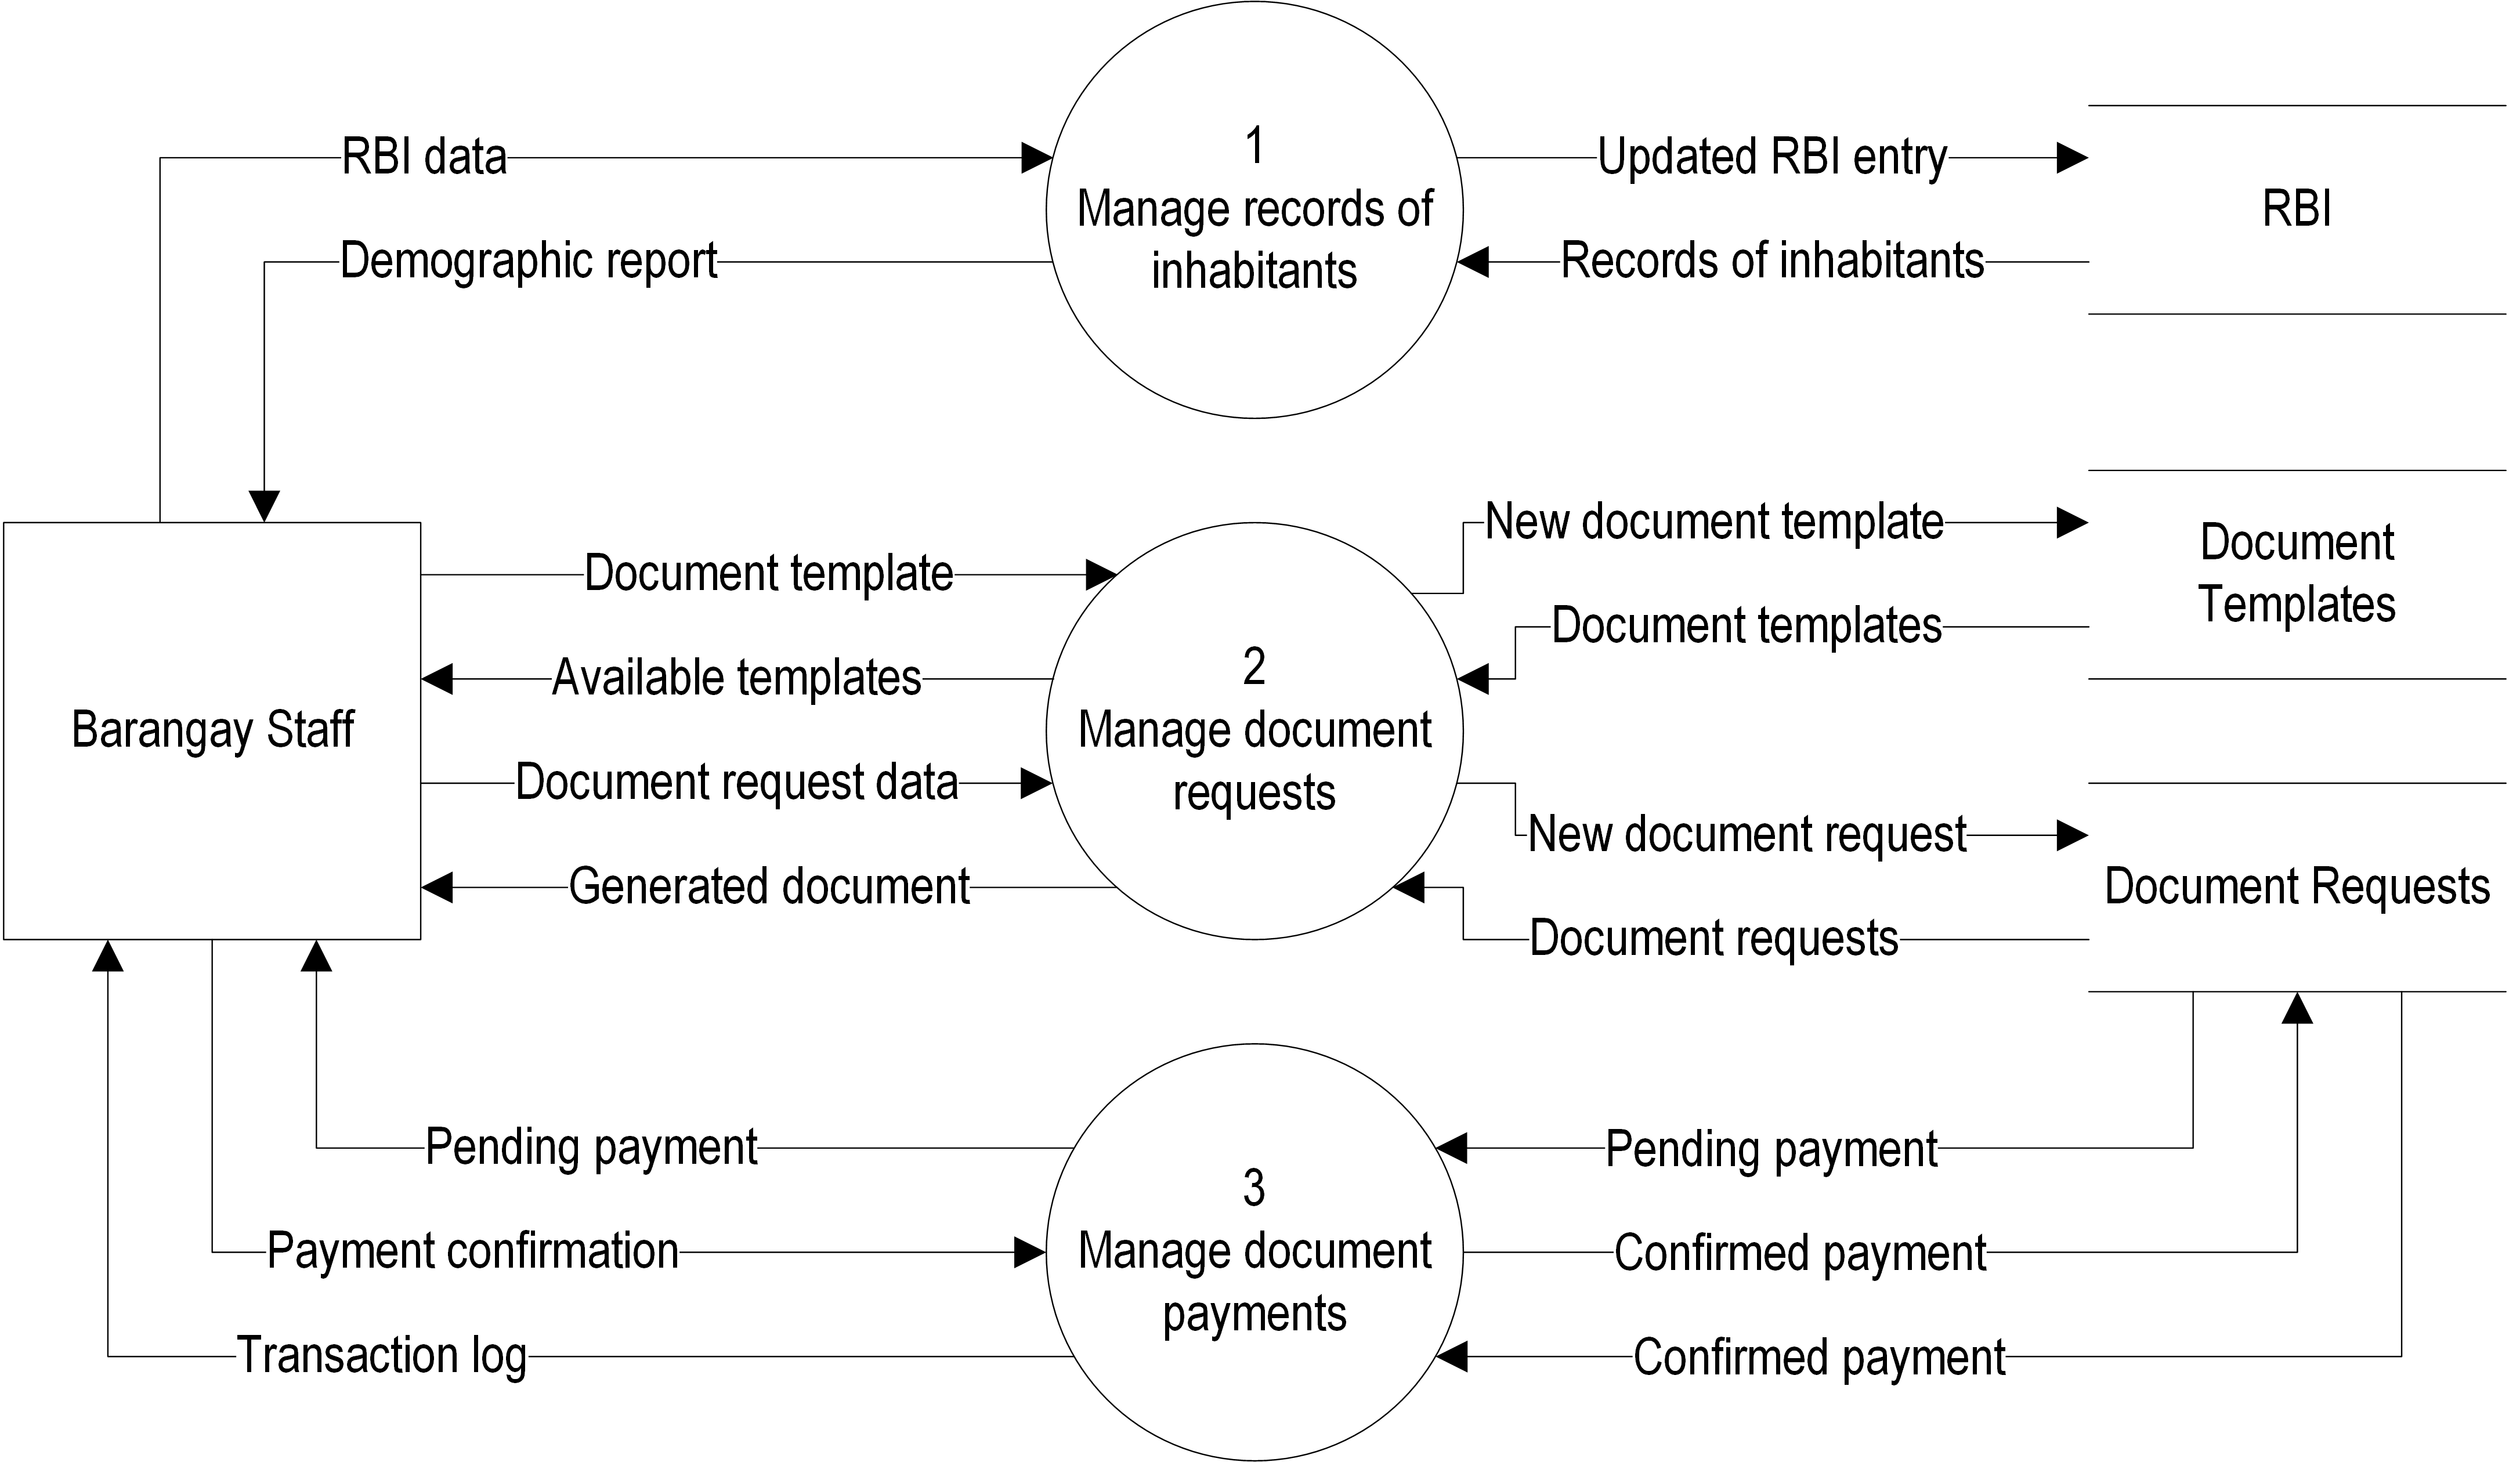 1
Manage records of
inhabitants
RBI data
Demographic report
Updated RBI entry
Records of inhabitants
RBI
Barangay Staff
Document template
Available templates
Document request data
Generated document
2
Manage document
requests
New document template
Document templates
New document request
Document requests
Document
Templates
Document Requests
Pending payment
Payment confirmation
Transaction log
3
Manage document
payments
Pending payment
Confirmed payment
Confirmed payment